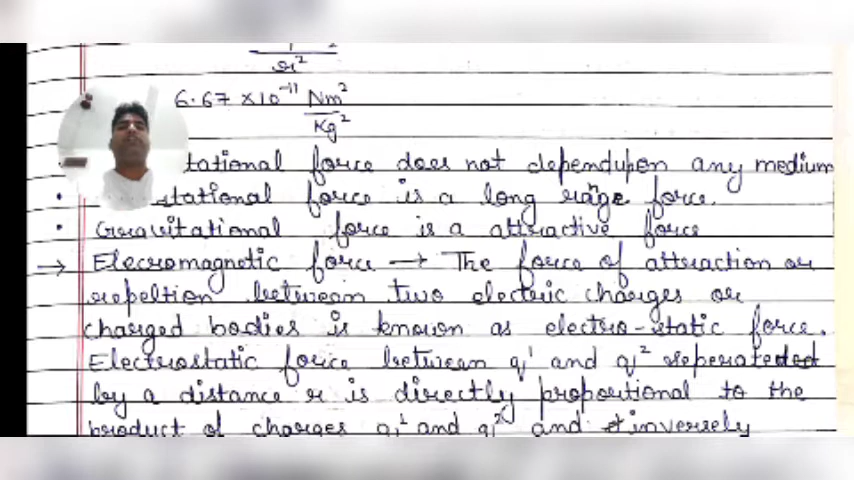 r²
6.67 × 10⁻¹¹ Nm²
Kg²
tational force does not dependupon any medium
• tational force is a long range force.
• Gravitational force is a attractive force
→ Elecromagnetic force → The force of attraction or
repeltion between two electric charges or
charged bodies is known as electro-static force.
Electrostatic force between q¹ and q² seperateded
by a distance r is directly proportional to the
product of charges q¹ and q² and inversely